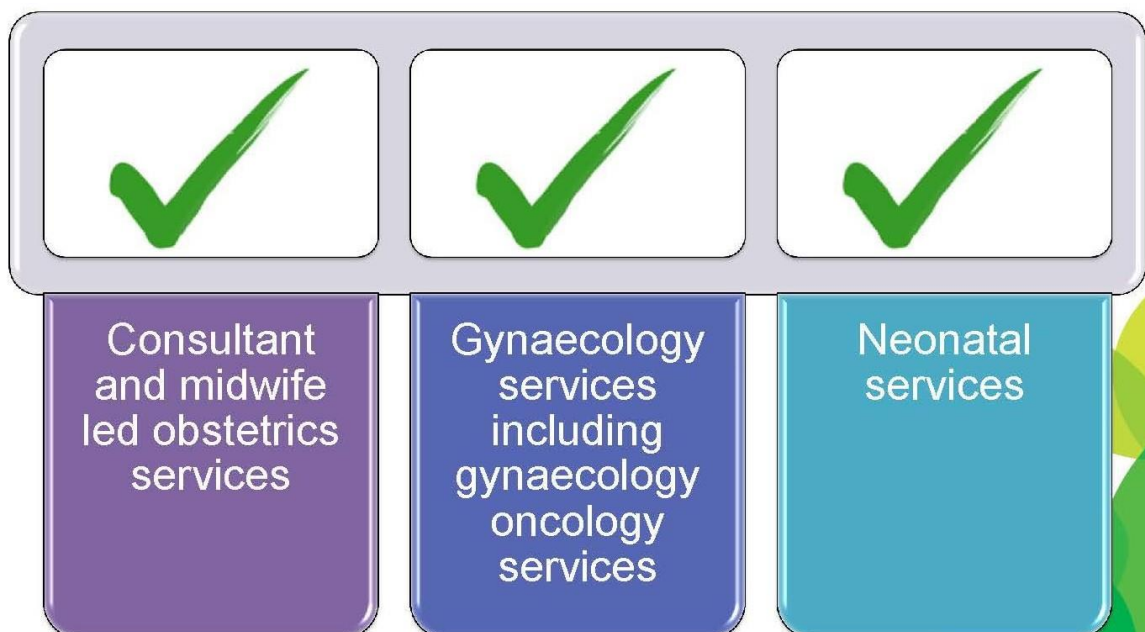 Consultant
and midwife
led obstetrics
services
Gynaecology
services
including
gynaecology
oncology
services
Neonatal
services